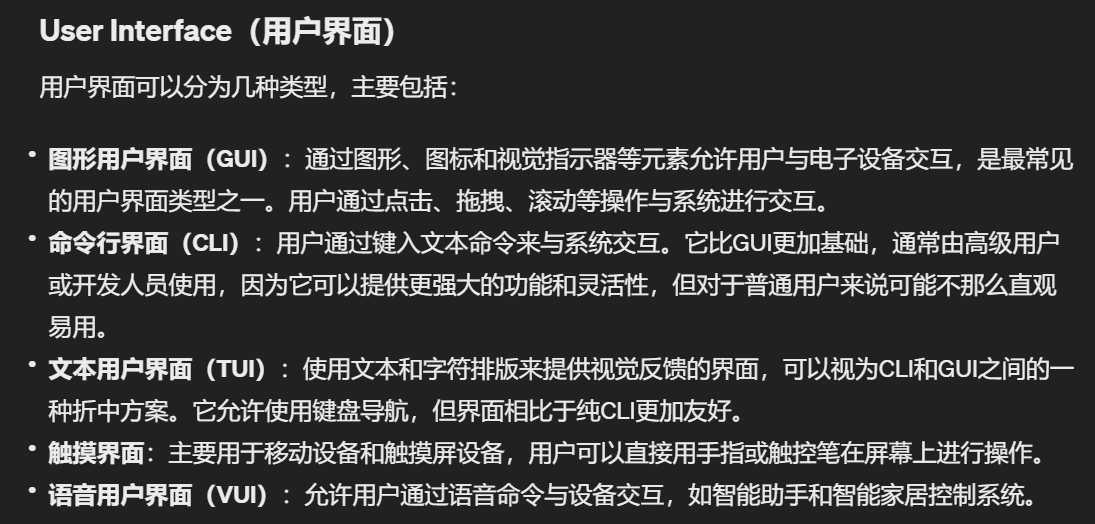 User Interface（用户界面）
用户界面可以分为几种类型，主要包括：
• 图形用户界面（GUI）：通过图形、图标和视觉指示器等元素允许用户与电子设备交互，是最常见
的用户界面类型之一。用户通过点击、拖拽、滚动等操作与系统进行交互。
• 命令行界面（CLI）：用户通过键入文本命令来与系统交互。它比GUI更加基础，通常由高级用户
或开发人员使用，因为它可以提供更强大的功能和灵活性，但对于普通用户来说可能不那么直观
易用。
• 文本用户界面（TUI）：使用文本和字符排版来提供视觉反馈的界面，可以视为CLI和GUI之间的一
种折中方案。它允许使用键盘导航，但界面相比于纯CLI更加友好。
• 触摸界面：主要用于移动设备和触摸屏设备，用户可以直接用手指或触控笔在屏幕上进行操作。
• 语音用户界面（VUI）：允许用户通过语音命令与设备交互，如智能助手和智能家居控制系统。